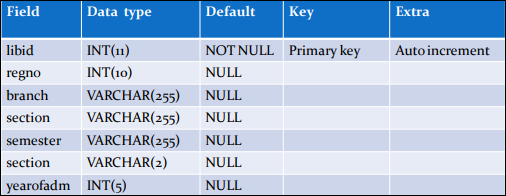 Field Data type Default Key Extra
libid INT(11) NOT NULL Primary key Auto increment
regno INT(10) NULL
branch VARCHAR(255) NULL
section VARCHAR(255) NULL
semester VARCHAR(255) NULL
section VARCHAR(2) NULL
yearofadm INT(5) NULL